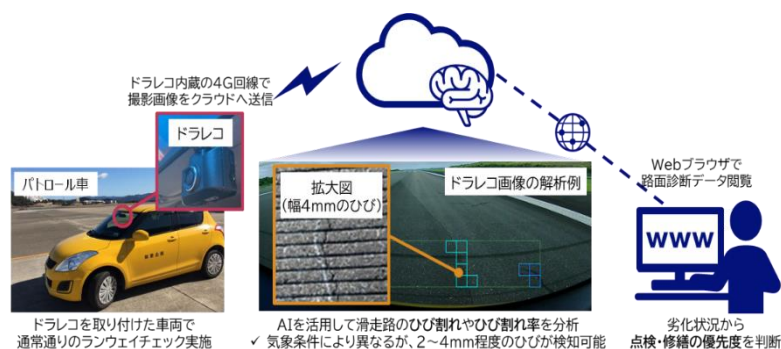 ドラレコ内蔵の4G回線で
撮影画像をクラウドへ送信
ドラレコ
パトロール車
拡大図
(幅4mmのひび)
ドラレコ画像の解析例
Webブラウザで
路面診断データ閲覧
WWW
ドラレコを取り付けた車両で
通常通りのランウェイチェック実施
AIを活用して滑走路のひび割れやひび割れ率を分析
✓ 気象条件により異なるが、2～4mm程度のひびが検知可能
劣化状況から
点検・修繕の優先度を判断